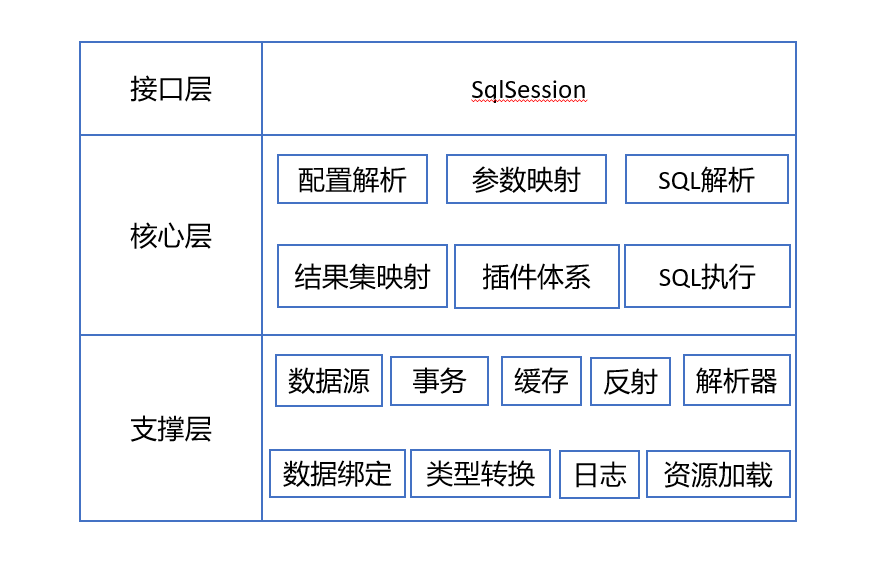 接口层
SqlSession
核心层
配置解析 参数映射 SQL解析
结果集映射 插件体系 SQL执行
支撑层
数据源 事务 缓存 反射 解析器
数据绑定 类型转换 日志 资源加载